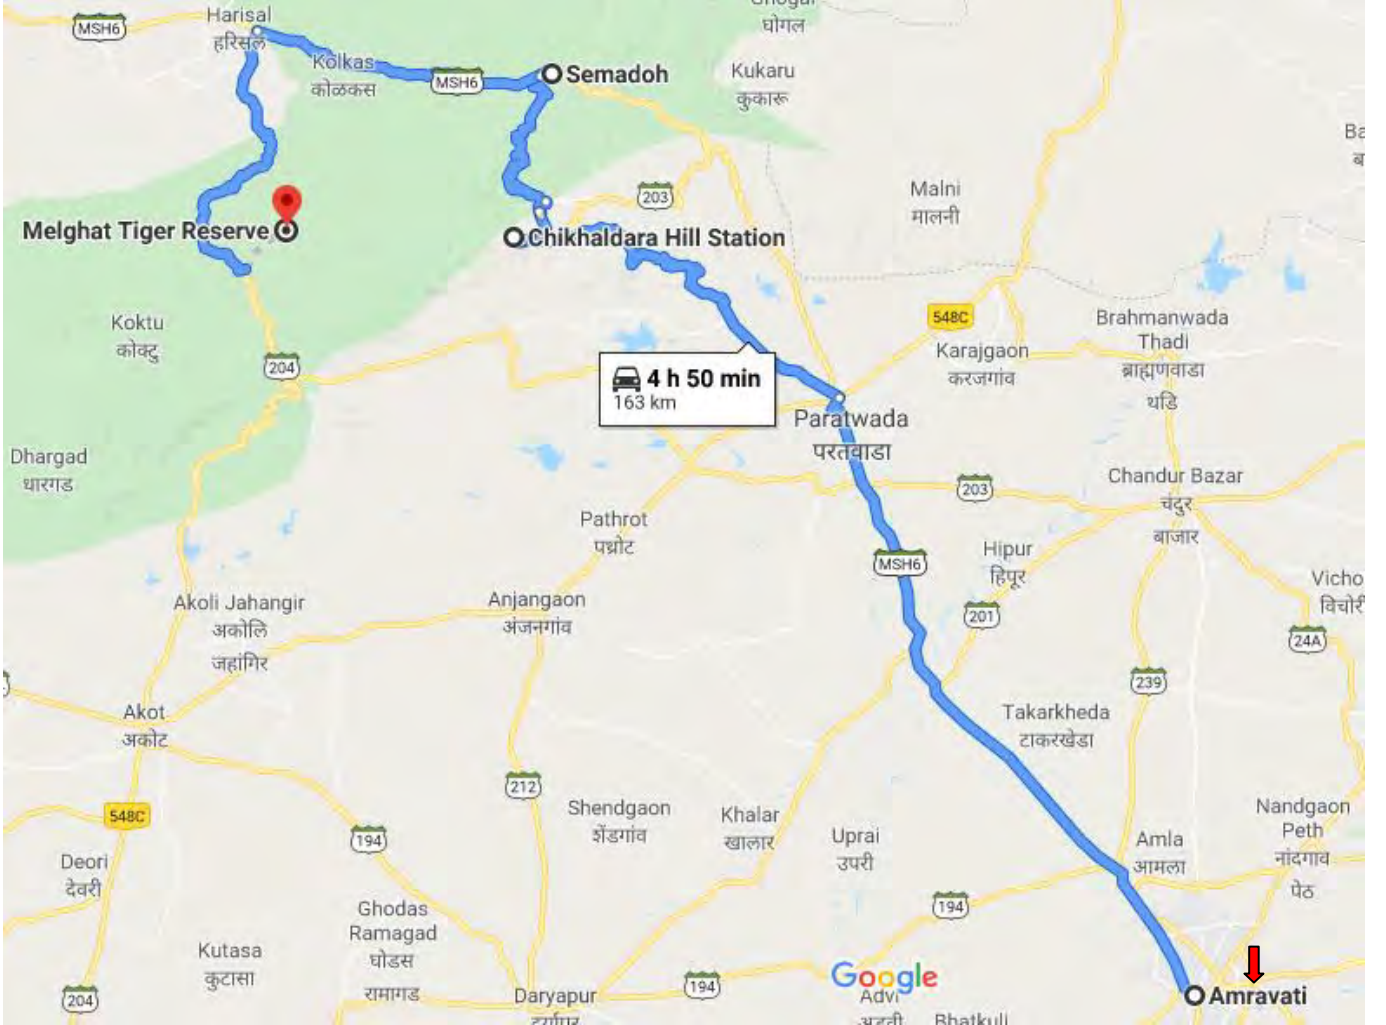 घोगल
Harisal
MSH6
हरिसल
Kolkas
कोळकस
MSH6
Semadoh
Kukaru
कुकारू
203
Malni
मालनी
Melghat Tiger Reserve
Chikhaldara Hill Station
Koktu
कोक्टु
204
548C
Brahmanwada
Thadi
ब्राह्मणवाडा
थडि
Karajgaon
करजगांव
4 h 50 min
163 km
Paratwada
परतवाडा
Dhargad
धारगड
203
Chandur Bazar
चंदुर
बाजार
Pathrot
पथ्रोट
MSH6
Hipur
हिपूर
Akoli Jahangir
अकोलि
जहांगिर
Anjangaon
अंजनगांव
201
Vicho
विचोरी
24A
239
Akot
अकोट
Takarkheda
टाकरखेडा
212
548C
Shendgaon
शेंडगांव
Khalar
खालार
Nandgaon
Peth
नांदगाव
पेठ
194
Uprai
उपरी
Amla
आमला
Deori
देवरी
194
Ghodas
Ramagad
घोडस
रामागड
Kutasa
कुटासा
Google
204
Daryapur
194
Advi
Amravati
Bhatkuli